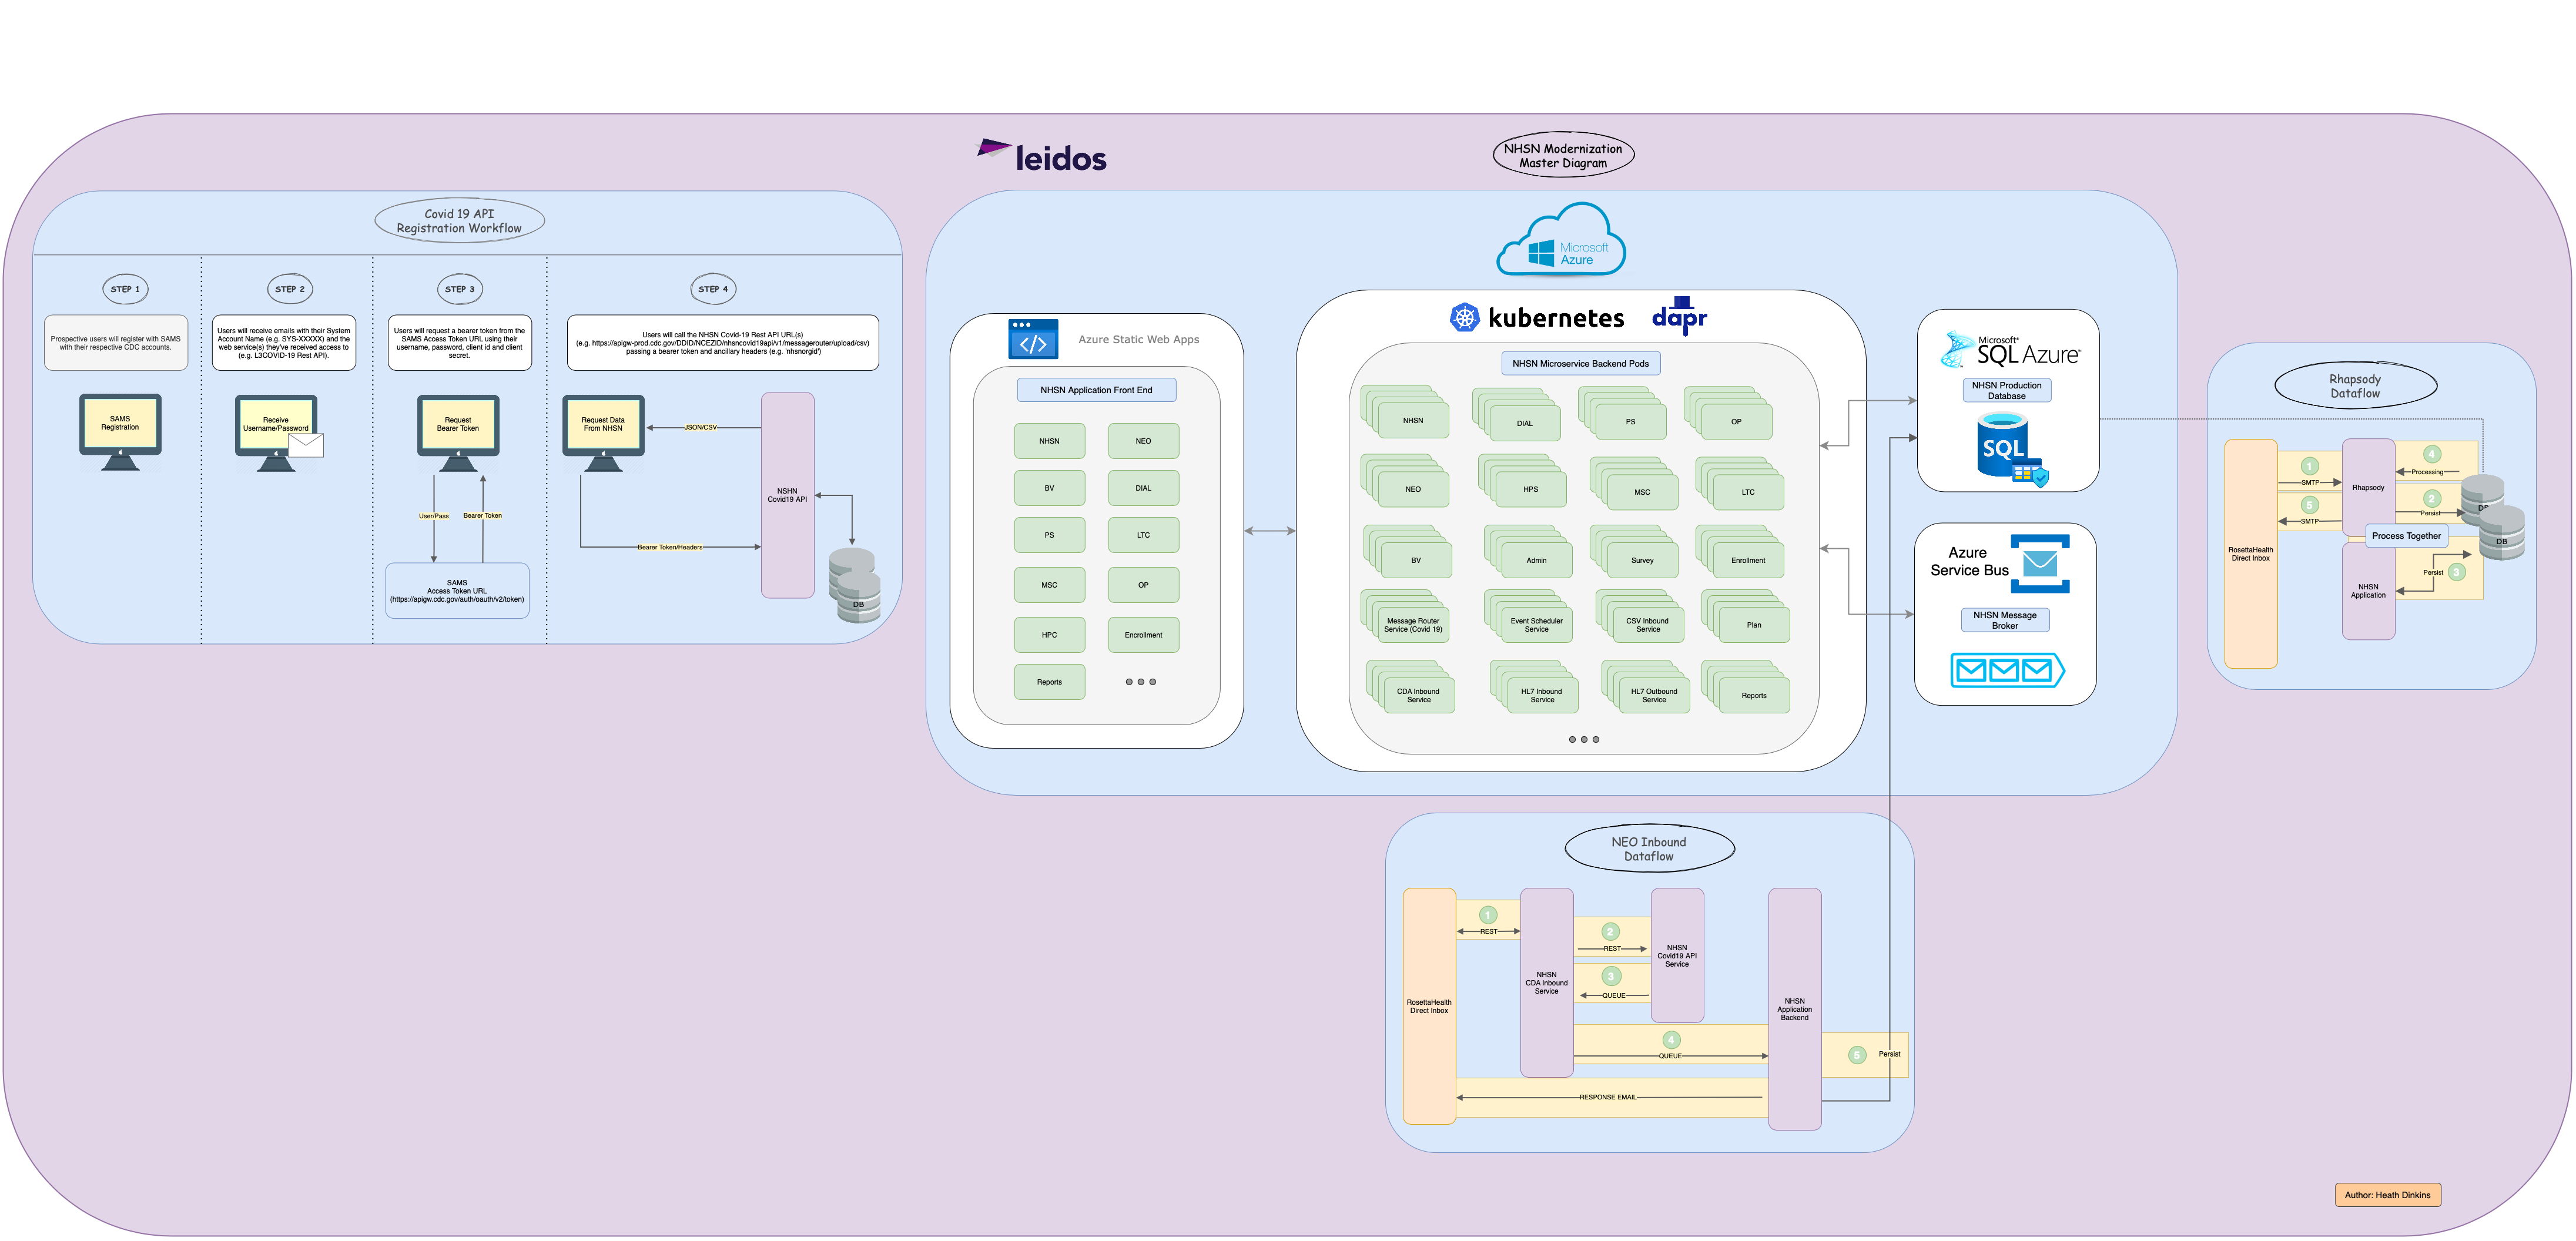 leidos
NHSN Modernization
Master Diagram
Covid 19 API
Registration Workflow
STEP 1
STEP 2
STEP 3
STEP 4
Prospective users will register with SAMS
with their respective CDC accounts.
Users will receive emails with their System
Account Name (e.g. SYS-XXXXX) and the
web service(s) they've received access to
(e.g. L3COVID-19 Rest API).
Users will request a bearer token from the
SAMS Access Token URL using their
username, password, client id and client
secret.
Users will call the NHSN Covid-19 Rest API URL(s)
(e.g. https://apigw-prod.cdc.gov/DDID/NCEZID/nhsncovid19api/v1/messagerouter/upload/csv)
passing a bearer token and ancillary headers (e.g. 'nhsnorgid')
SAMS
Registration
Receive
Username/Password
Request
Bearer Token
Request Data
From NHSN
JSON/CSV
NSHN
Covid19 API
User/Pass
Bearer Token
Bearer Token/Headers
SAMS
Access Token URL
(https://apigw.cdc.gov/auth/oauth/v2/token)
DB
Microsoft
Azure
Azure Static Web Apps
NHSN Application Front End
NHSN
NEO
BV
DIAL
PS
LTC
MSC
OP
HPC
Encrollment
Reports
kubernetes
dapr
NHSN Microservice Backend Pods
NHSN
DIAL
PS
OP
NEO
HPS
MSC
LTC
BV
Admin
Survey
Enrollment
Message Router
Service (Covid 19)
Event Scheduler
Service
CSV Inbound
Service
Plan
CDA Inbound
Service
HL7 Inbound
Service
HL7 Outbound
Service
Reports
Microsoft®
SQL Azure™
NHSN Production
Database
SQL
Azure
Service Bus
NHSN Message
Broker
Rhapsody
Dataflow
RosettaHealth
Direct Inbox
1
SMTP
5
SMTP
Rhapsody
4
Processing
2
Persist
DB
DB
Process Together
NHSN
Application
Persist
3
NEO Inbound
Dataflow
RosettaHealth
Direct Inbox
1
REST
NHSN
CDA Inbound
Service
2
REST
3
QUEUE
NHSN
Covid19 API
Service
4
QUEUE
NHSN
Application
Backend
5
Persist
RESPONSE EMAIL
Author: Heath Dinkins